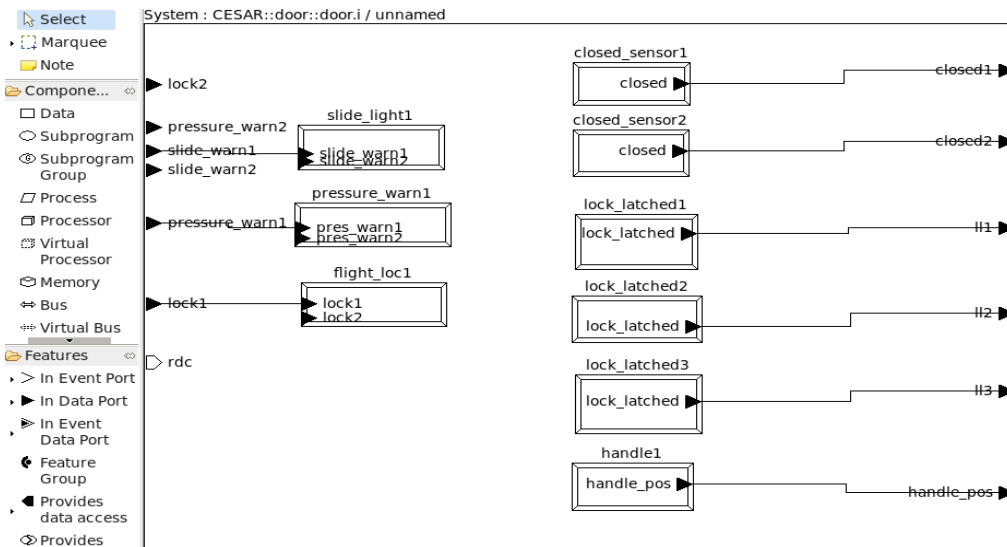 System : CESAR::door::door.i / unnamed
Select
Marquee
Note
Compone...
Data
Subprogram
Subprogram
Group
Process
Processor
Virtual
Processor
Memory
Bus
Virtual Bus
Features
In Event Port
In Data Port
In Event
Data Port
Feature
Group
Provides
data access
Provides
lock2
pressure_warn2
slide_warn1
slide_warn2
pressure_warn1
lock1
rdc
slide_light1
slide_warn1
slide_warn2
pressure_warn1
pres_warn1
pres_warn2
flight_loc1
lock1
lock2
closed_sensor1
closed
closed_sensor2
closed
lock_latched1
lock_latched
lock_latched2
lock_latched
lock_latched3
lock_latched
handle1
handle_pos
closed1
closed2
ll1
ll2
ll3
handle_pos